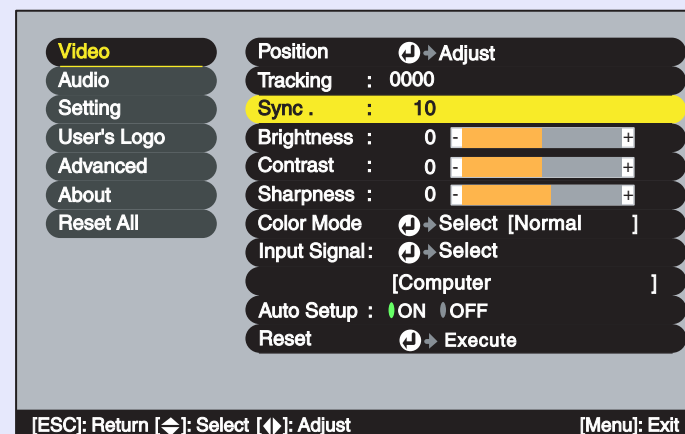 Video
Audio
Setting
User's Logo
Advanced
About
Reset All
Position Adjust
Tracking : 0000
Sync . : 10
Brightness : 0 - +
Contrast : 0 - +
Sharpness : 0 - +
Color Mode Select [Normal ]
Input Signal: Select
[Computer ]
Auto Setup : ON OFF
Reset Execute
[ESC]: Return [ ]: Select [ ]: Adjust [Menu]: Exit